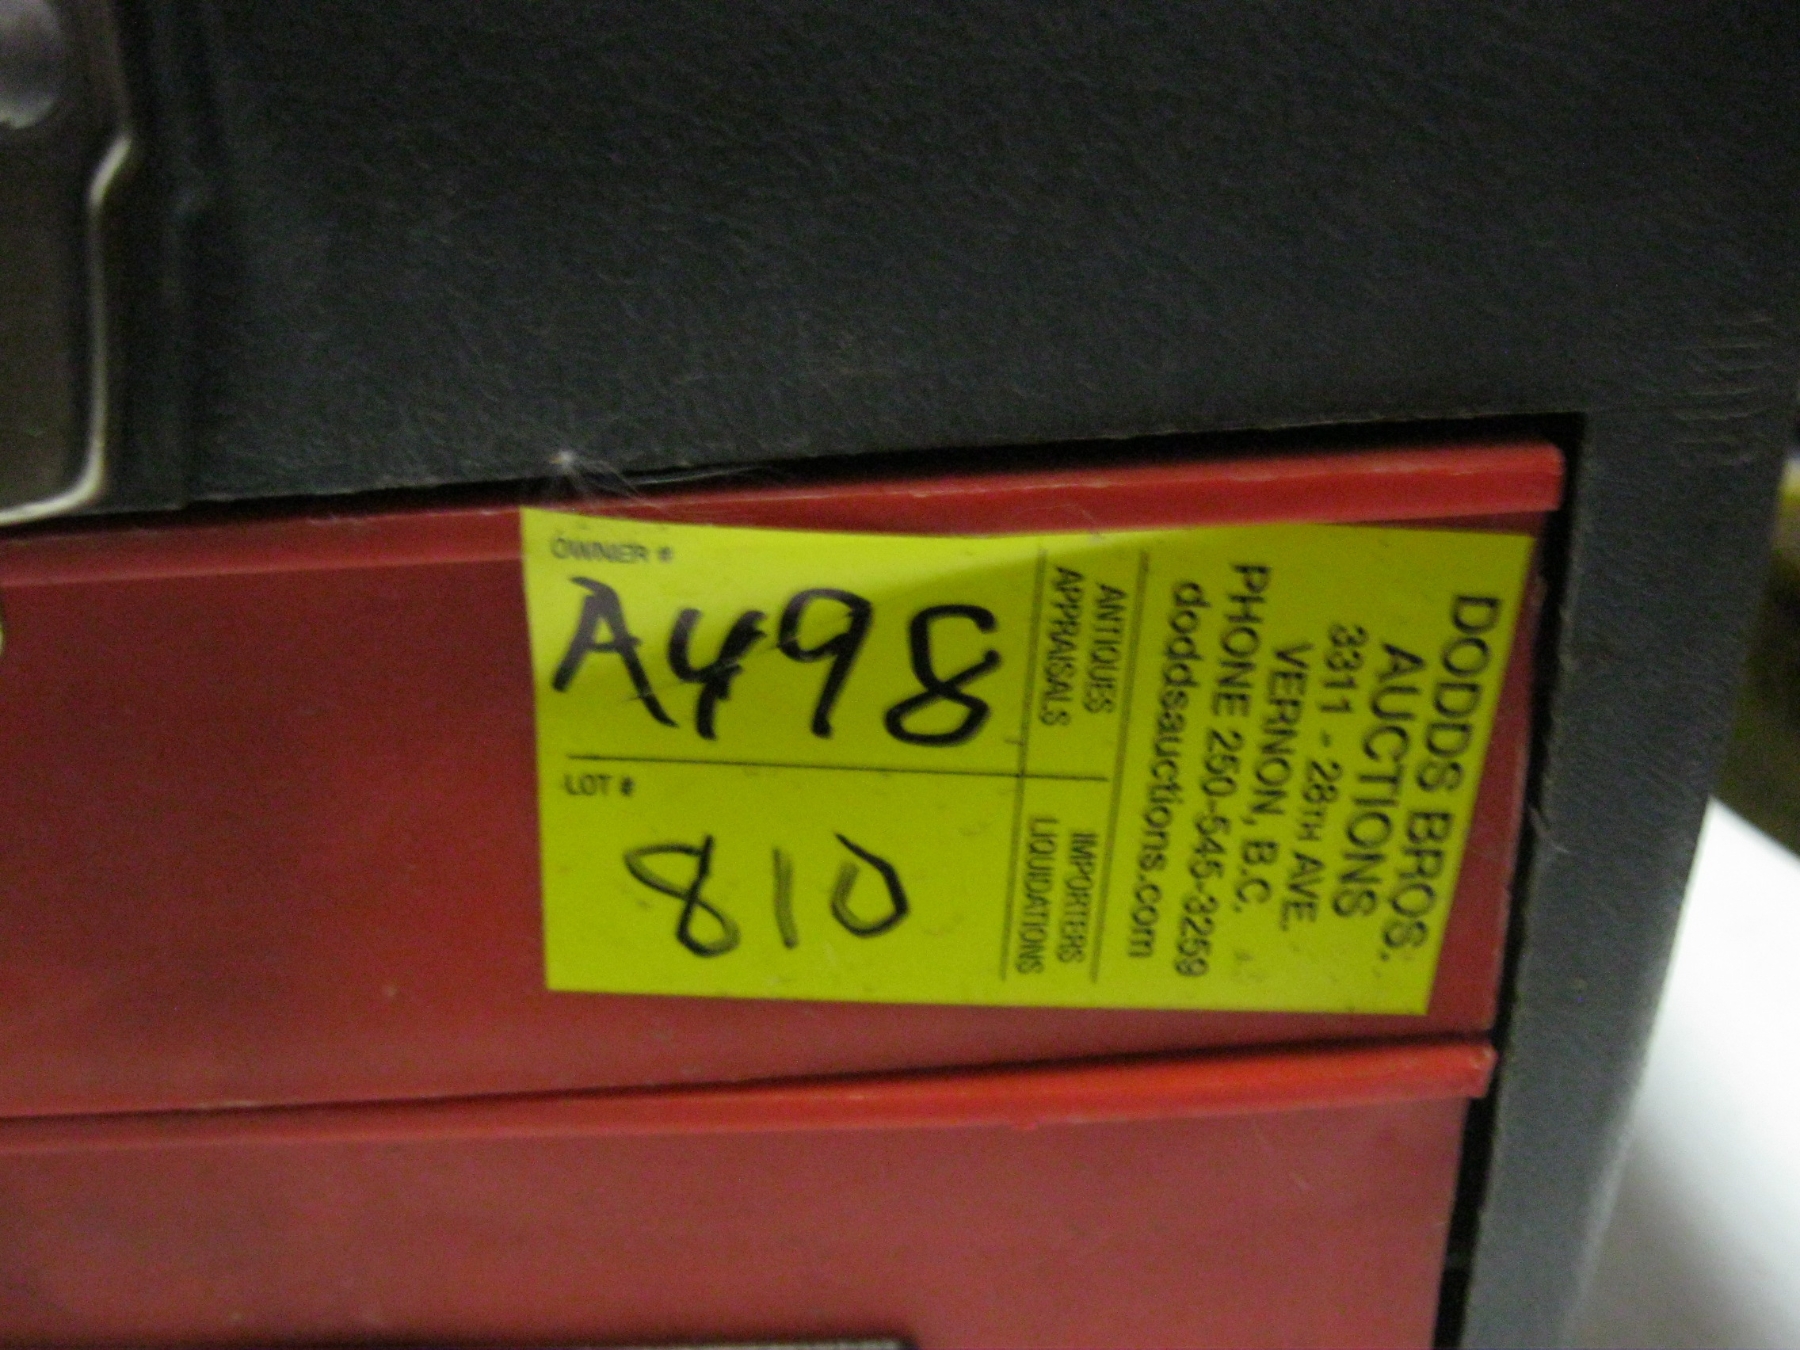 OWNER #
A498
LOT #
810
ANTIQUES
APPRAISALS
IMPORTERS
LIQUIDATIONS
DODDS BROS.
AUCTIONS
3311 - 28TH AVE.
VERNON, B.C.
PHONE 250-545-3259
doddsauctions.com